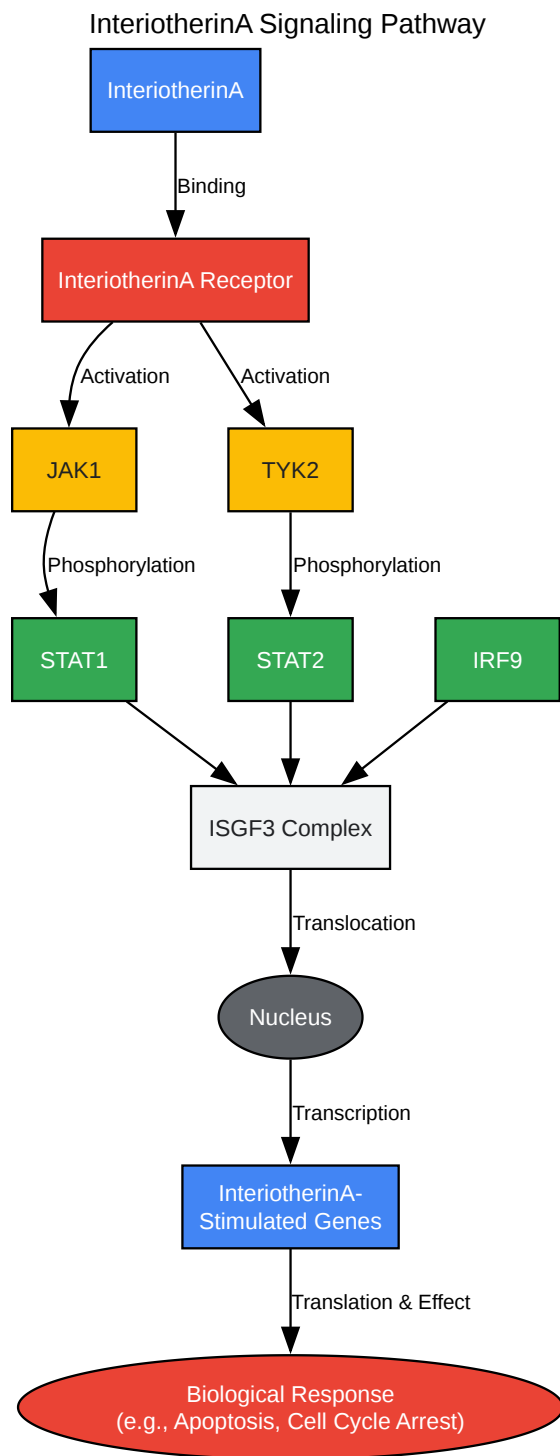 InteriotherinA Signaling Pathway
InteriotherinA
Binding
InteriotherinA Receptor
Activation
Activation
JAK1
TYK2
Phosphorylation
Phosphorylation
STAT1
STAT2
IRF9
ISGF3 Complex
Translocation
Nucleus
Transcription
InteriotherinA-
Stimulated Genes
Translation & Effect
Biological Response
(e.g., Apoptosis, Cell Cycle Arrest)